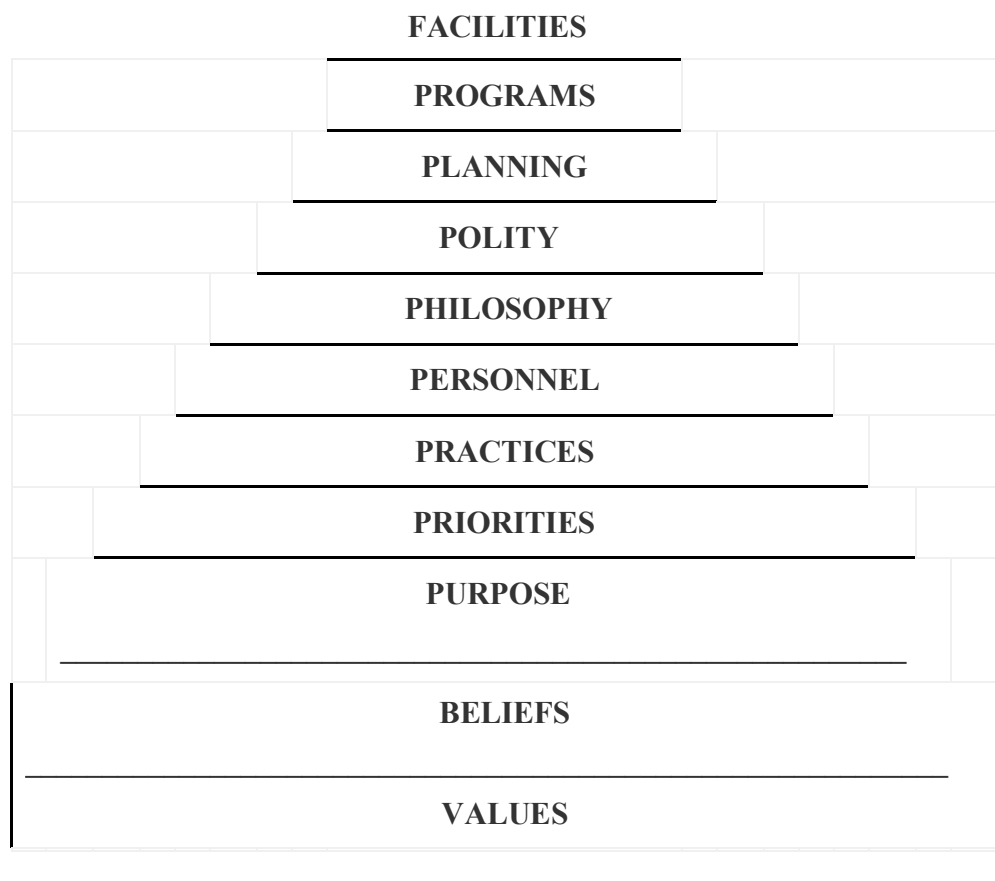 FACILITIES
PROGRAMS
PLANNING
POLITY
PHILOSOPHY
PERSONNEL
PRACTICES
PRIORITIES
PURPOSE
BELIEFS
VALUES